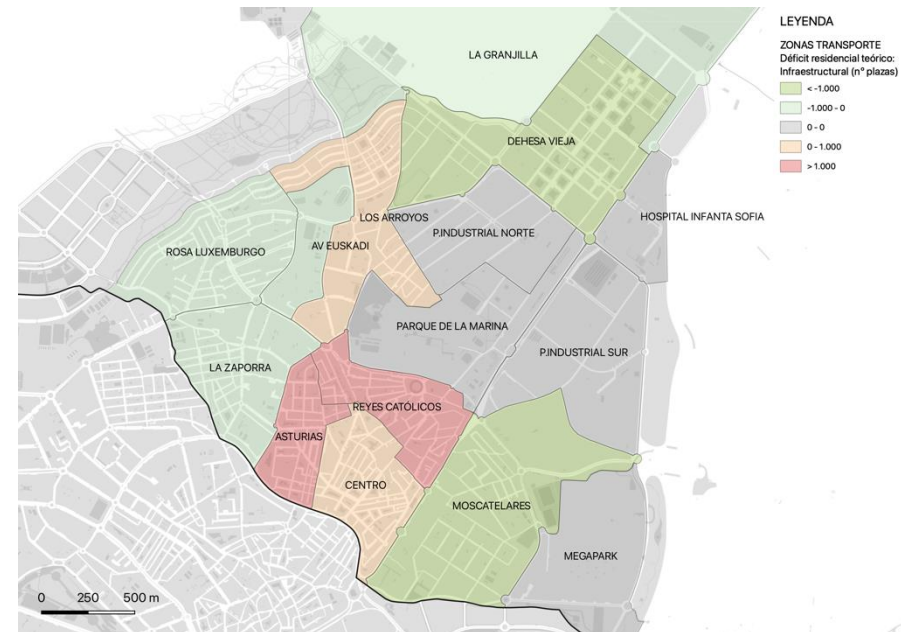 LEYENDA
ZONAS TRANSPORTE
Déficit residencial teórico:
Infraestructural (nº plazas)
< -1.000
-1.000 - 0
0 - 0
0 - 1.000
> 1.000
LA GRANJILLA
DEHESA VIEJA
HOSPITAL INFANTA SOFIA
LOS ARROYOS
P.INDUSTRIAL NORTE
AV EUSKADI
ROSA LUXEMBURGO
PARQUE DE LA MARINA
P.INDUSTRIAL SUR
LA ZAPORRA
REYES CATÓLICOS
ASTURIAS
CENTRO
MOSCATELARES
MEGAPARK
0 250 500 m